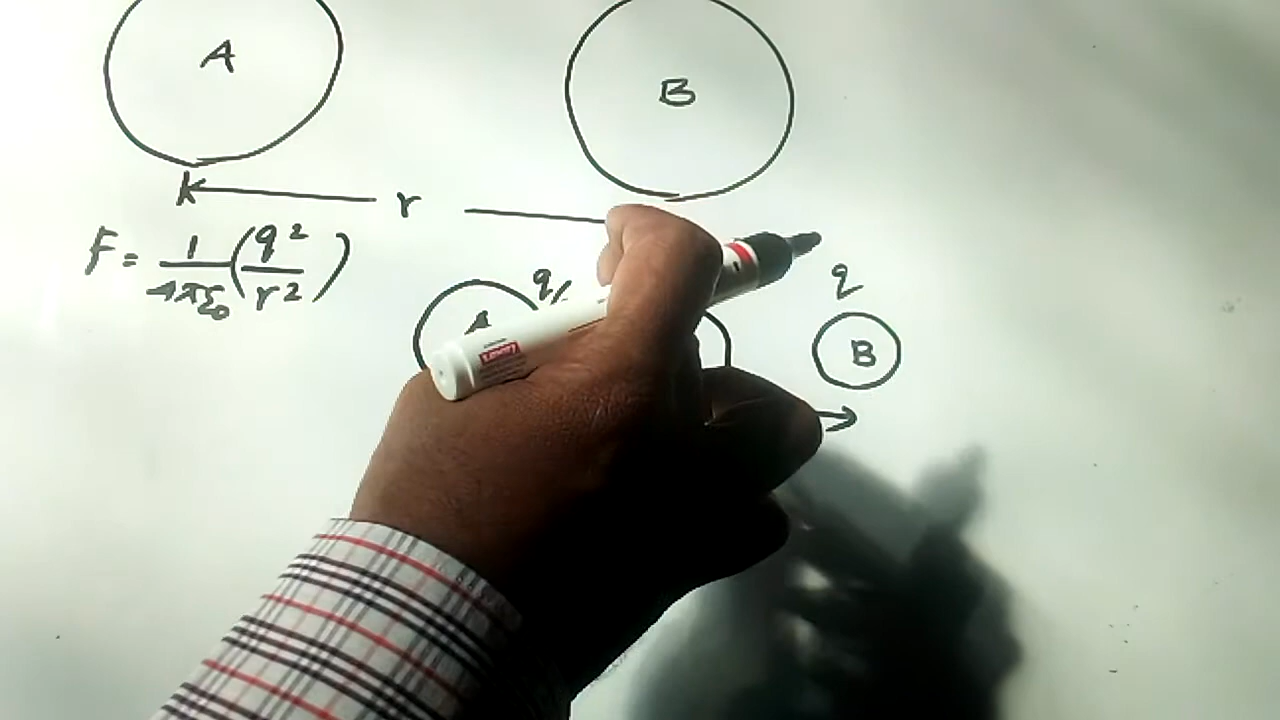 A
B
r
F = 1/4πε₀ (q²/r²)
q/
q
A
B